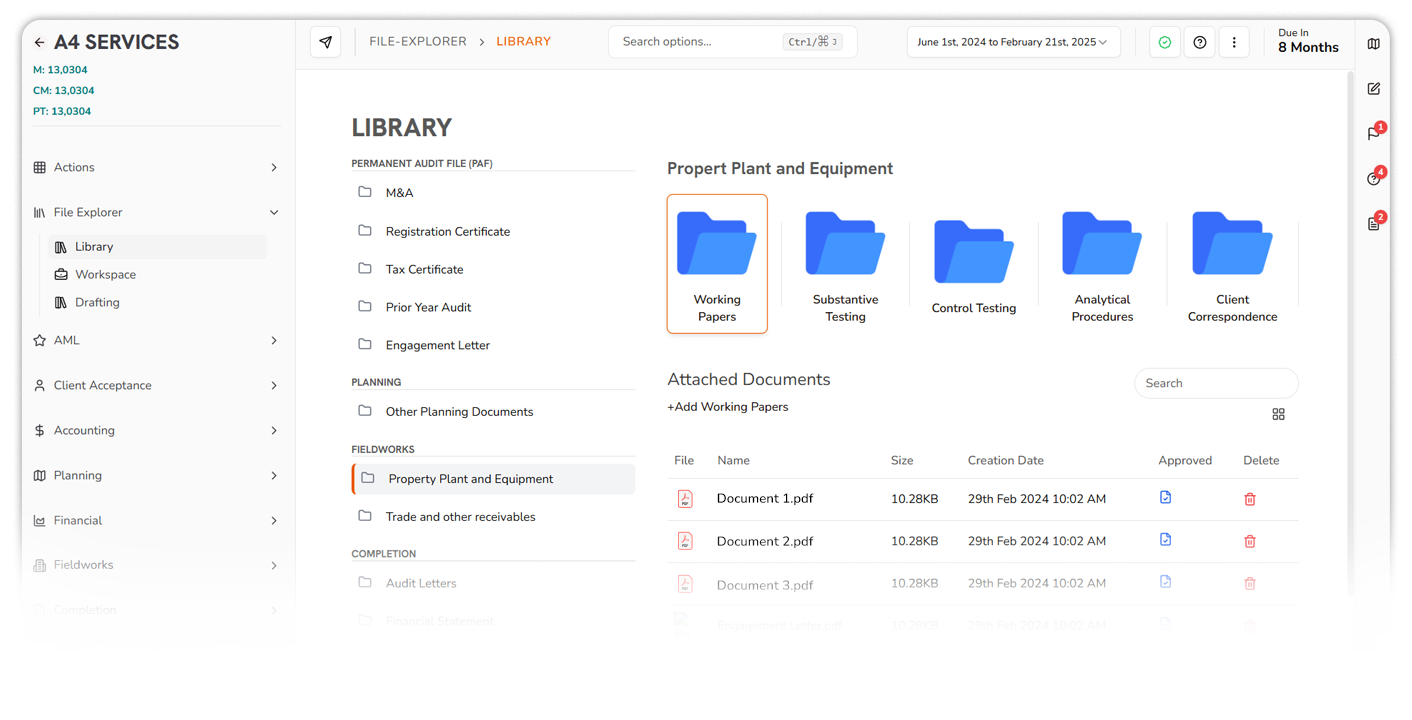 A4 SERVICES
M: 13,0304
CM: 13,0304
PT: 13,0304
Actions
File Explorer
Library
Workspace
Drafting
AML
Client Acceptance
Accounting
Planning
Financial
Fieldworks
Completion
FILE-EXPLORER > LIBRARY
Search options...
Ctrl/⌘ J
June 1st, 2024 to February 21st, 2025
Due In
8 Months
1
4
2
LIBRARY
PERMANENT AUDIT FILE (PAF)
M&A
Registration Certificate
Tax Certificate
Prior Year Audit
Engagement Letter
PLANNING
Other Planning Documents
FIELDWORKS
Property Plant and Equipment
Trade and other receivables
COMPLETION
Audit Letters
Financial Statement
Propert Plant and Equipment
Working
Papers
Substantive
Testing
Control Testing
Analytical
Procedures
Client
Correspondence
Attached Documents
Search
+Add Working Papers
File Name Size Creation Date Approved Delete
PDF Document 1.pdf 10.28KB 29th Feb 2024 10:02 AM
PDF Document 2.pdf 10.28KB 29th Feb 2024 10:02 AM
PDF Document 3.pdf 10.28KB 29th Feb 2024 10:02 AM
Engagement Letter.pdf 10.28KB 29th Feb 2024 10:02 AM